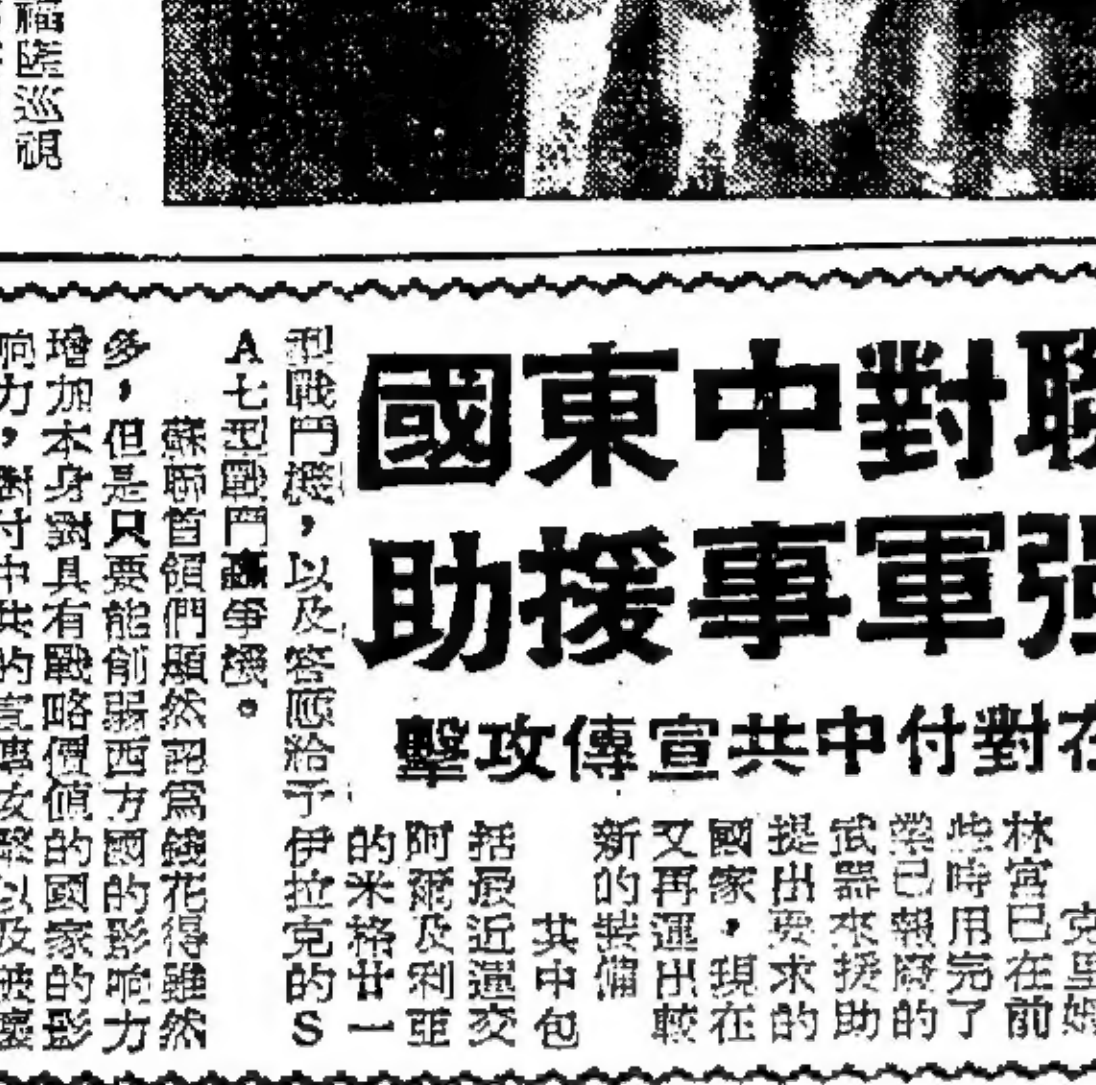 巡視
聯對中東國
强軍事援助
在對付中共宣傳攻擊
克里姆
林宮已在前
些時用完了
業已報廢的
武器來援助
提出要求的
國家，現在
又再運出較
新的裝備
其中包
括最近運交
阿爾及利亞
的米格廿一
型戰鬥機，以及答應給予伊拉克的S
A七型戰鬥轟爭機。
蘇聯首領們顯然認爲錢花得雖然
多，但是只要能削弱西方國的影响力
增加本身對具有戰略價值的國家的影
响力，對付中共的宣傳攻擊以及破壞